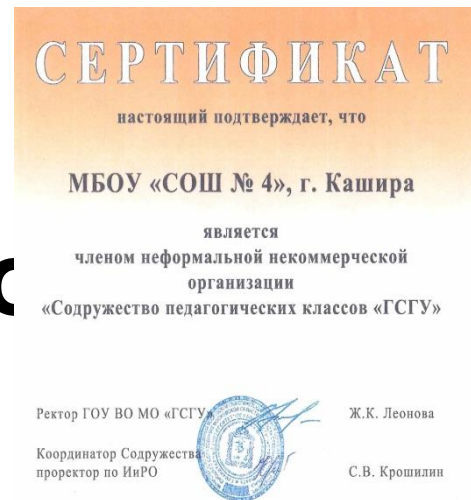 СЕРТИФИКАТ
настоящий подтверждает, что
МБОУ «СОШ № 4», г. Кашира
является
членом неформальной некоммерческой
организации
«Содружество педагогических классов «ГСГУ»
Ректор ГОУ ВО МО «ГСГУ» Ж.К. Леонова
Координатор Содружества
проректор по ИиРО С.В. Крошилин